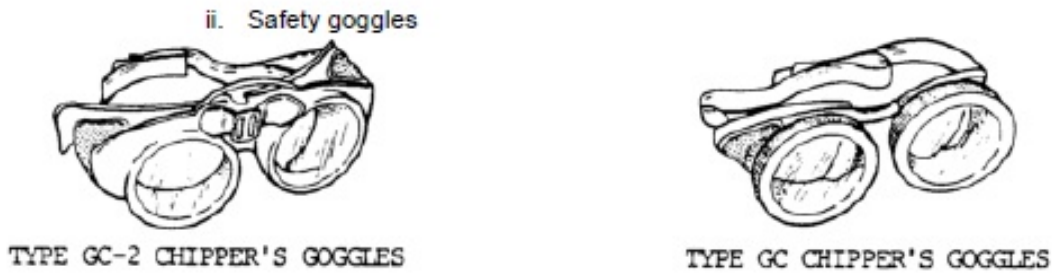 ii. Safety goggles
TYPE GC-2 CHIPPER'S GOGGLES
TYPE GC CHIPPER'S GOGGLES